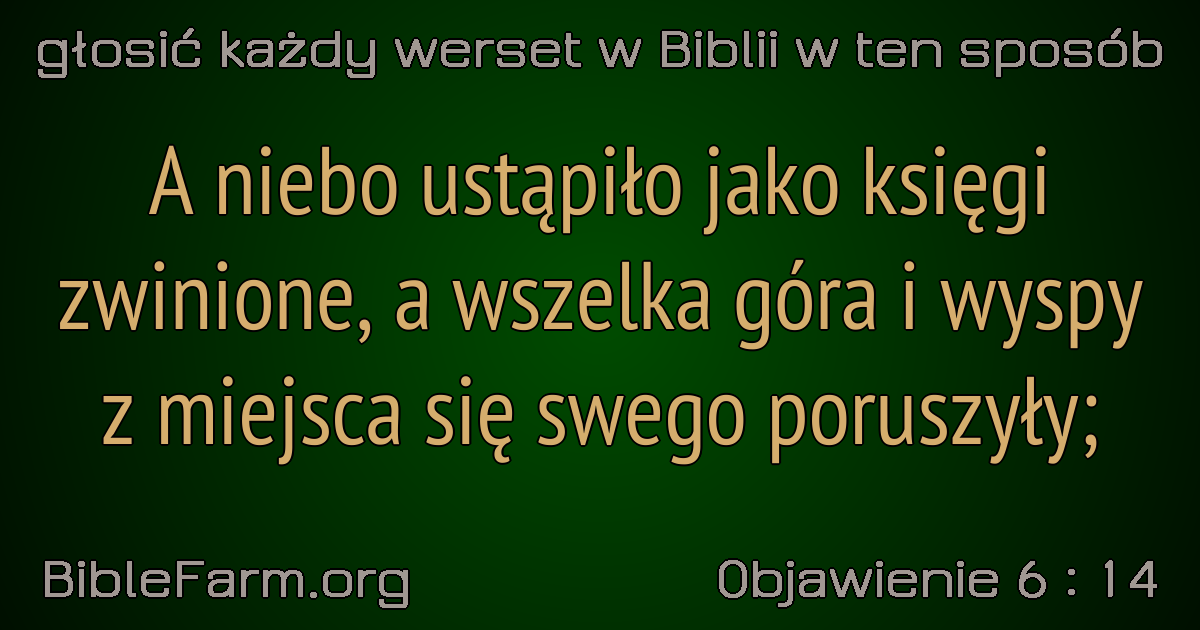 głosić każdy werset w Biblii w ten sposób
A niebo ustąpiło jako księgi
zwinione, a wszelka góra i wyspy
z miejsca się swego poruszyły;
BibleFarm.org
Objawienie 6 : 14